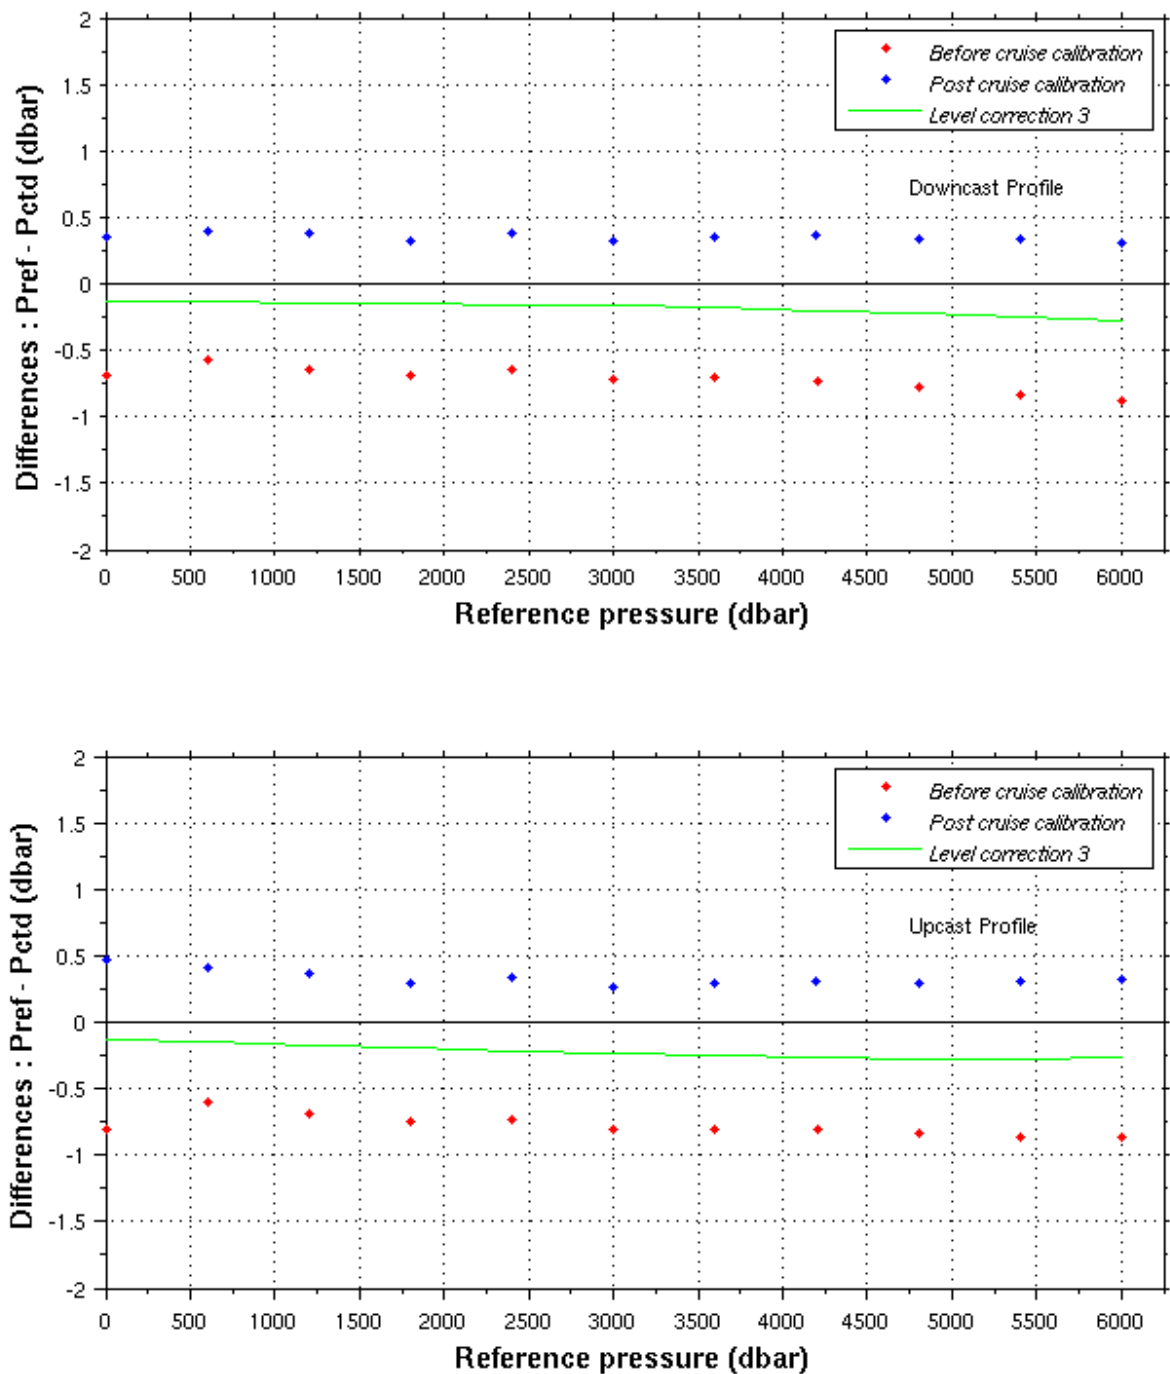 2
1.5
1
0.5
0
-0.5
-1
-1.5
-2
Differences : Pref - Pctd (dbar)
Before cruise calibration
Post cruise calibration
Level correction 3
Downcast Profile
0 500 1000 1500 2000 2500 3000 3500 4000 4500 5000 5500 6000
Reference pressure (dbar)
2
1.5
1
0.5
0
-0.5
-1
-1.5
-2
Differences : Pref - Pctd (dbar)
Before cruise calibration
Post cruise calibration
Level correction 3
Upcast Profile
0 500 1000 1500 2000 2500 3000 3500 4000 4500 5000 5500 6000
Reference pressure (dbar)